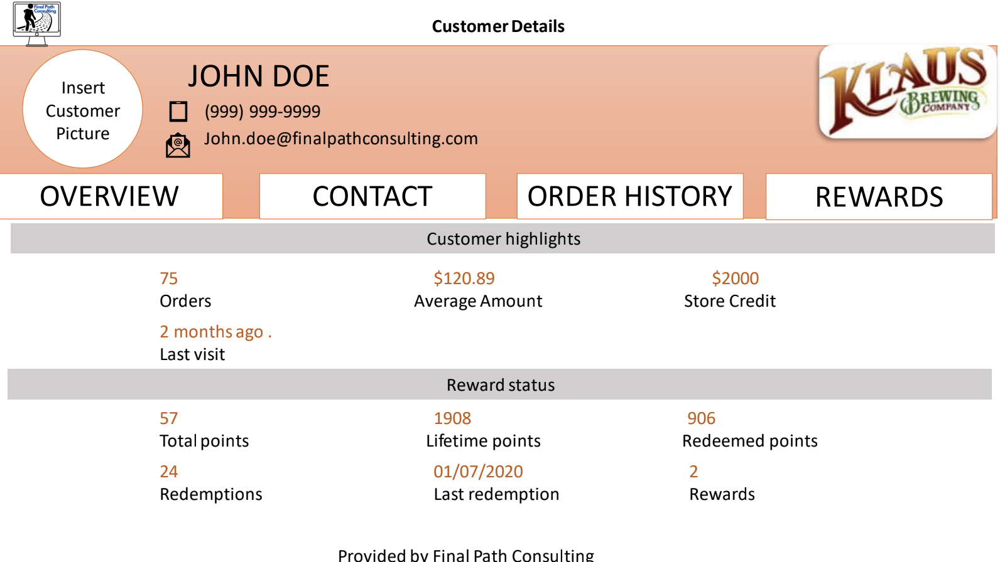 Final Path
Consulting
Customer Details
Insert
Customer
Picture
JOHN DOE
(999) 999-9999
John.doe@finalpathconsulting.com
@
KLAUS
BREWING
COMPANY
OVERVIEW
CONTACT
ORDER HISTORY
REWARDS
Customer highlights
75
Orders
$120.89
Average Amount
$2000
Store Credit
2 months ago .
Last visit
Reward status
57
Total points
1908
Lifetime points
906
Redeemed points
24
Redemptions
01/07/2020
Last redemption
2
Rewards
Provided by Final Path Consulting